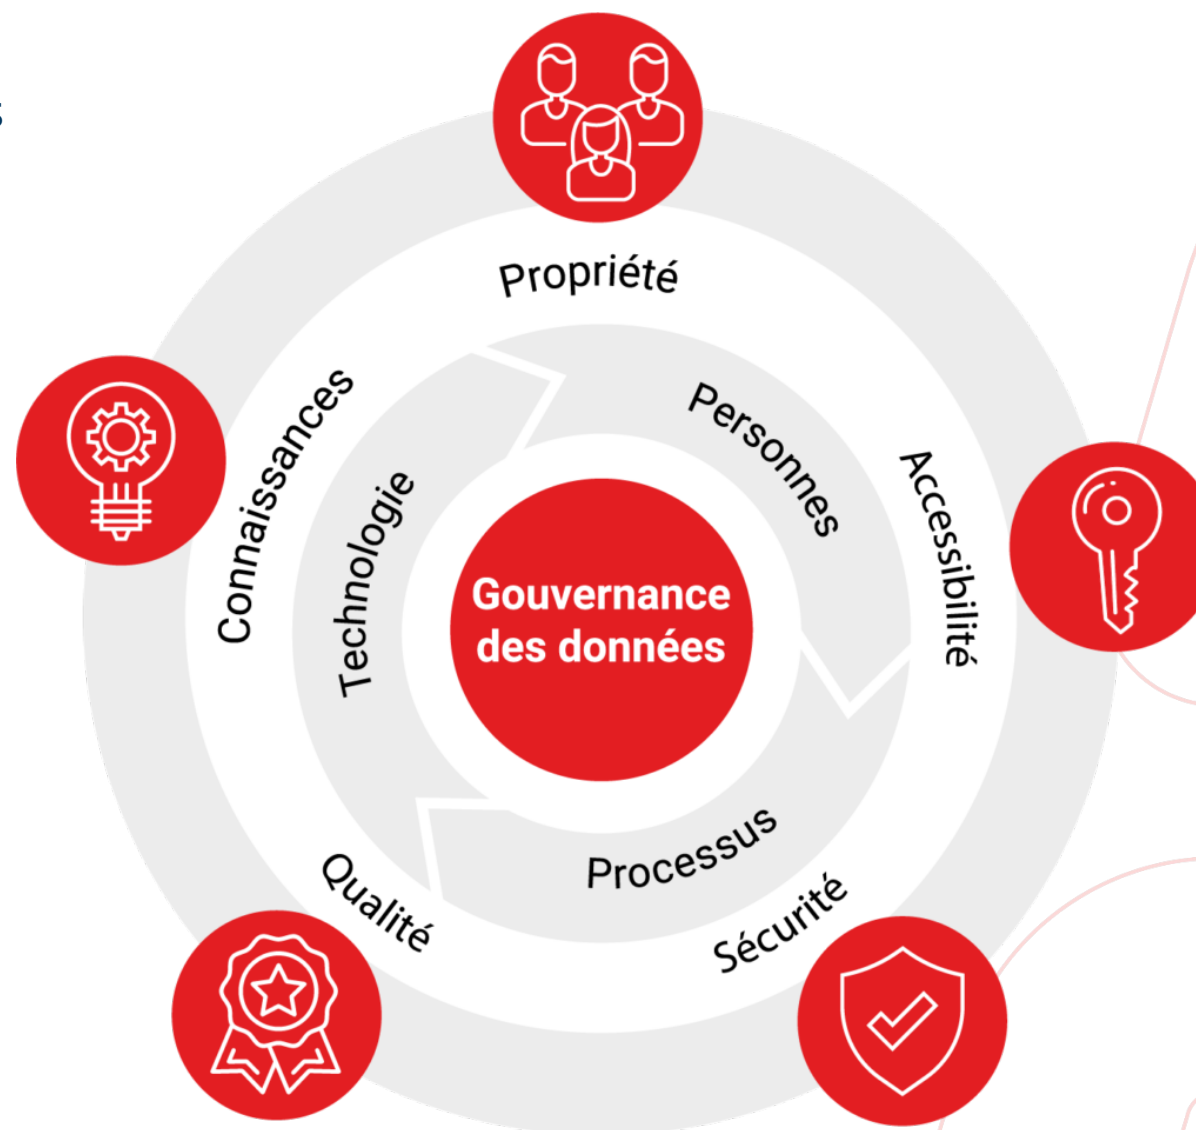 Propriété
Personnes
Accessibilité
Connaissances
Technologie
Gouvernance
des données
Processus
Sécurité
Qualité